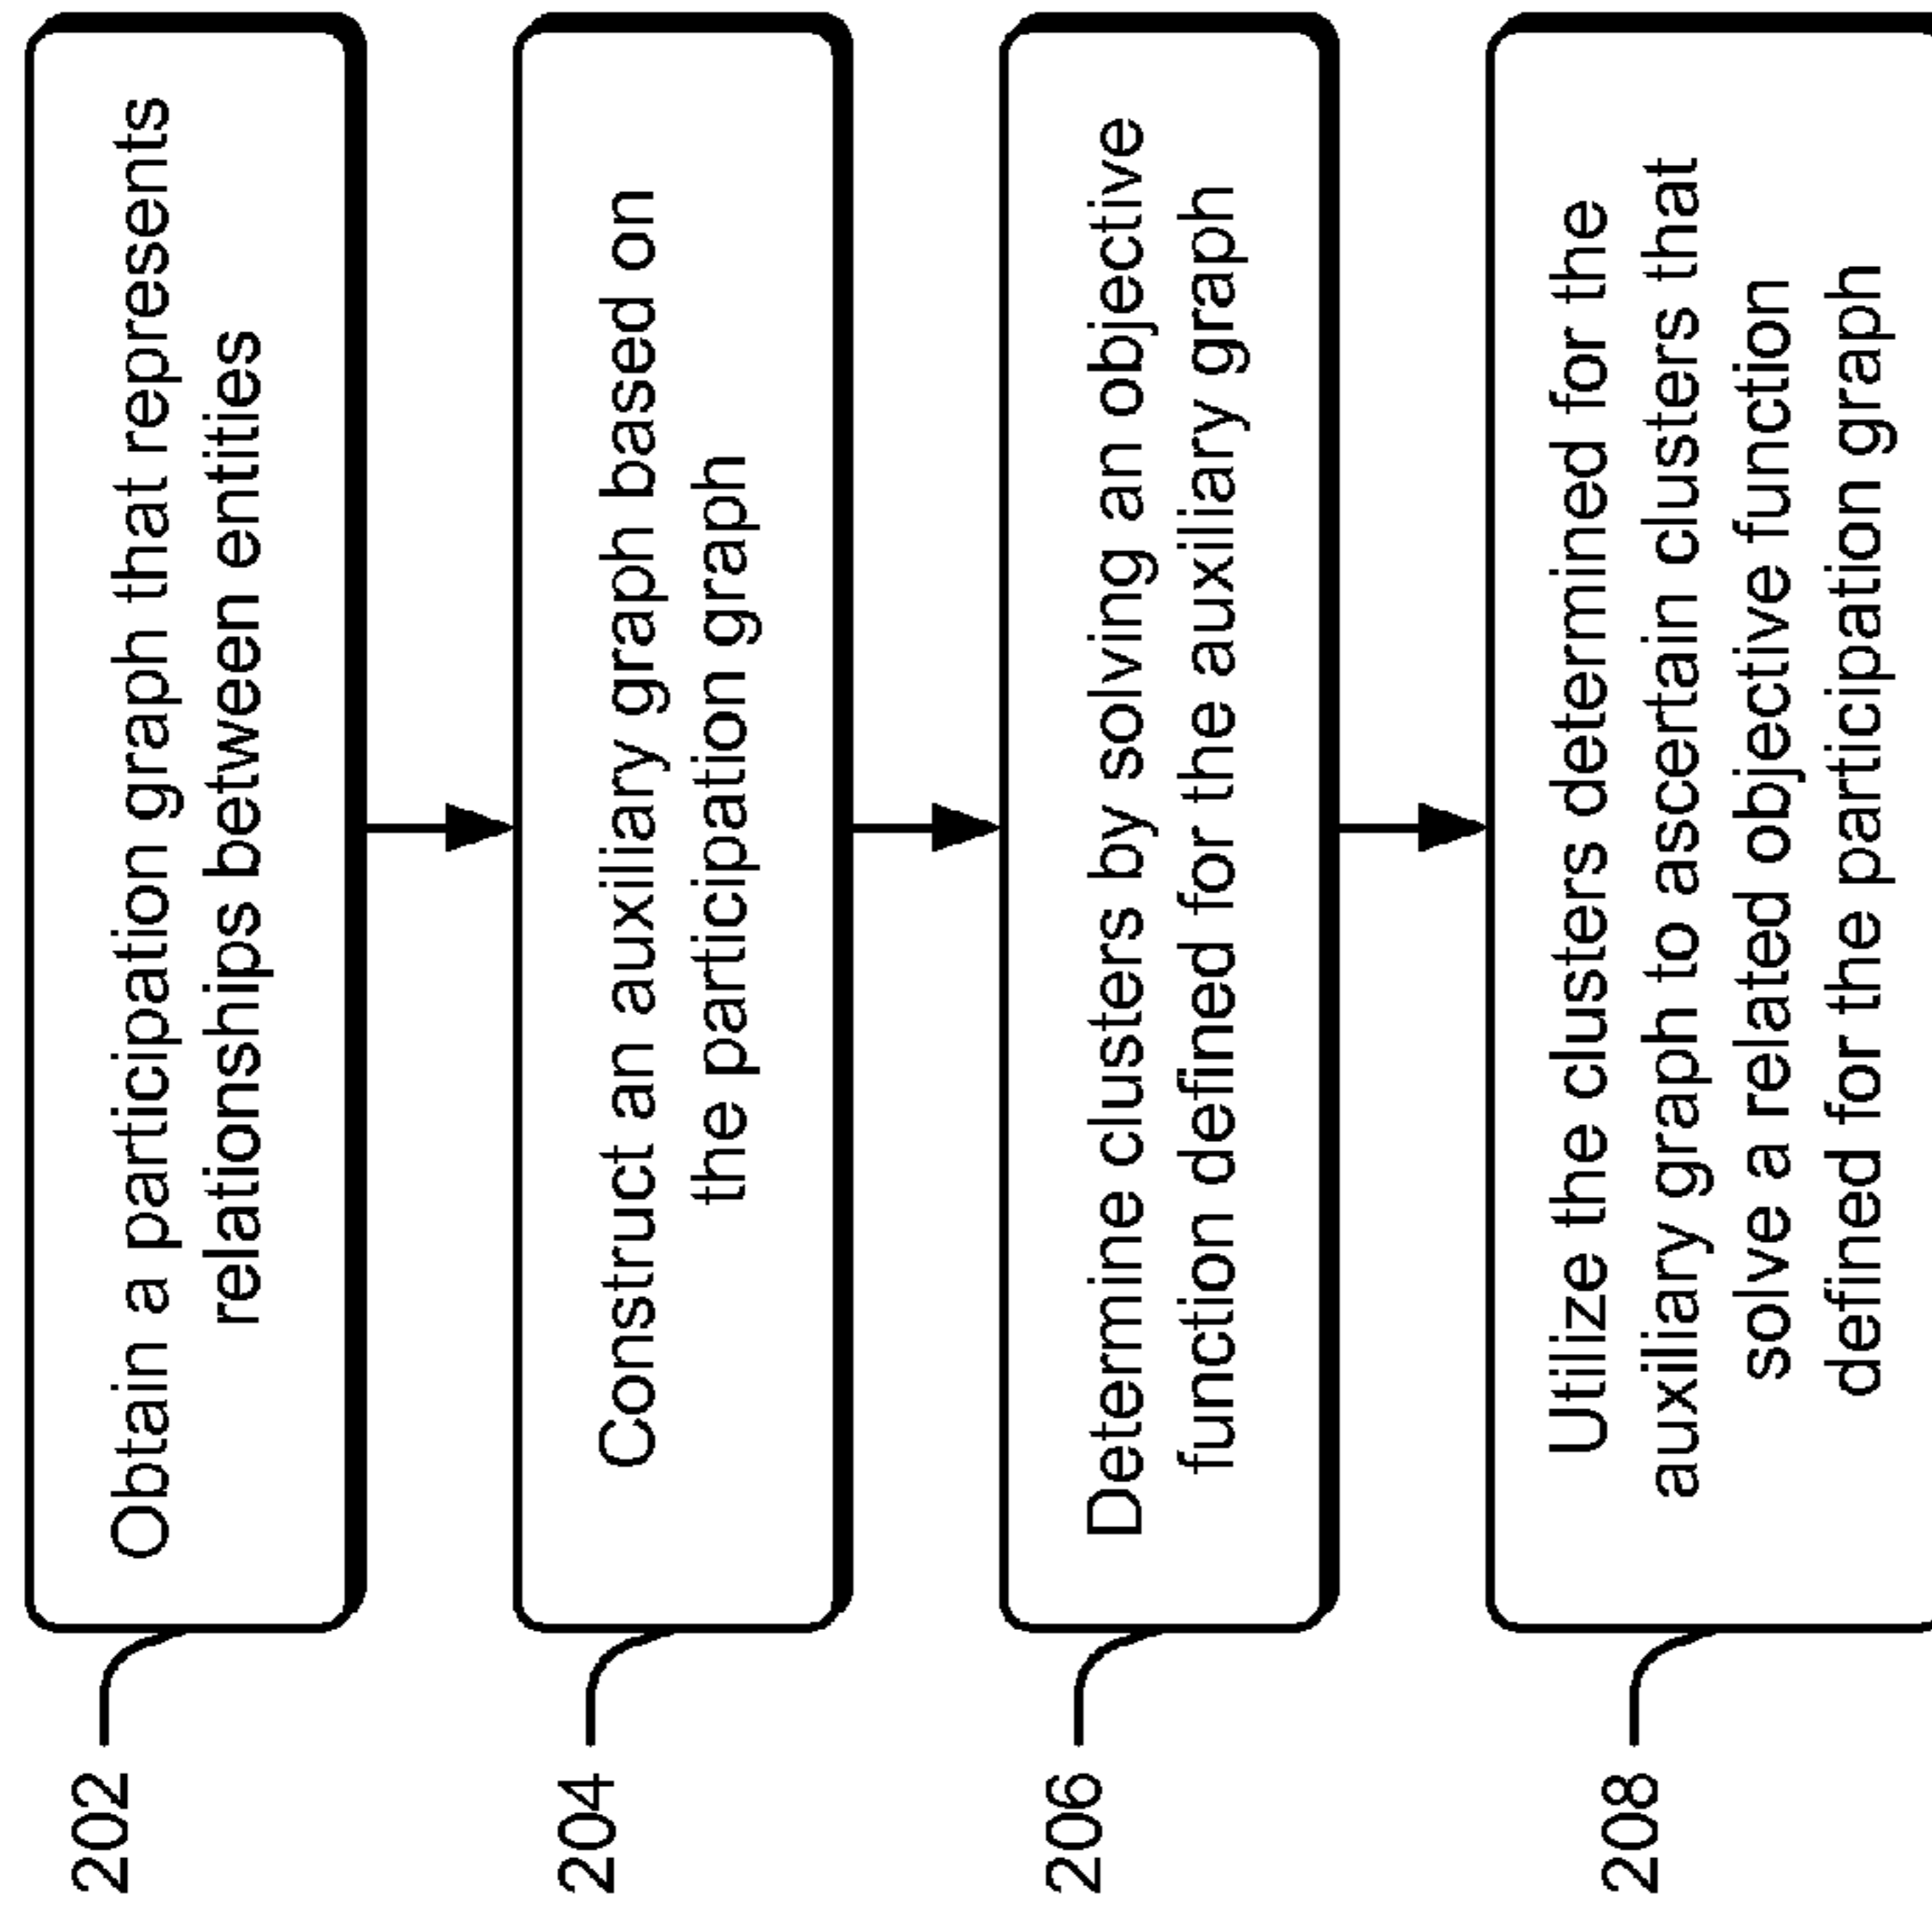 202
Obtain a participation graph that represents
relationships between entities
204
Construct an auxiliary graph based on
the participation graph
206
Determine clusters by solving an objective
function defined for the auxiliary graph
208
Utilize the clusters determined for the
auxiliary graph to ascertain clusters that
solve a related objective function
defined for the participation graph